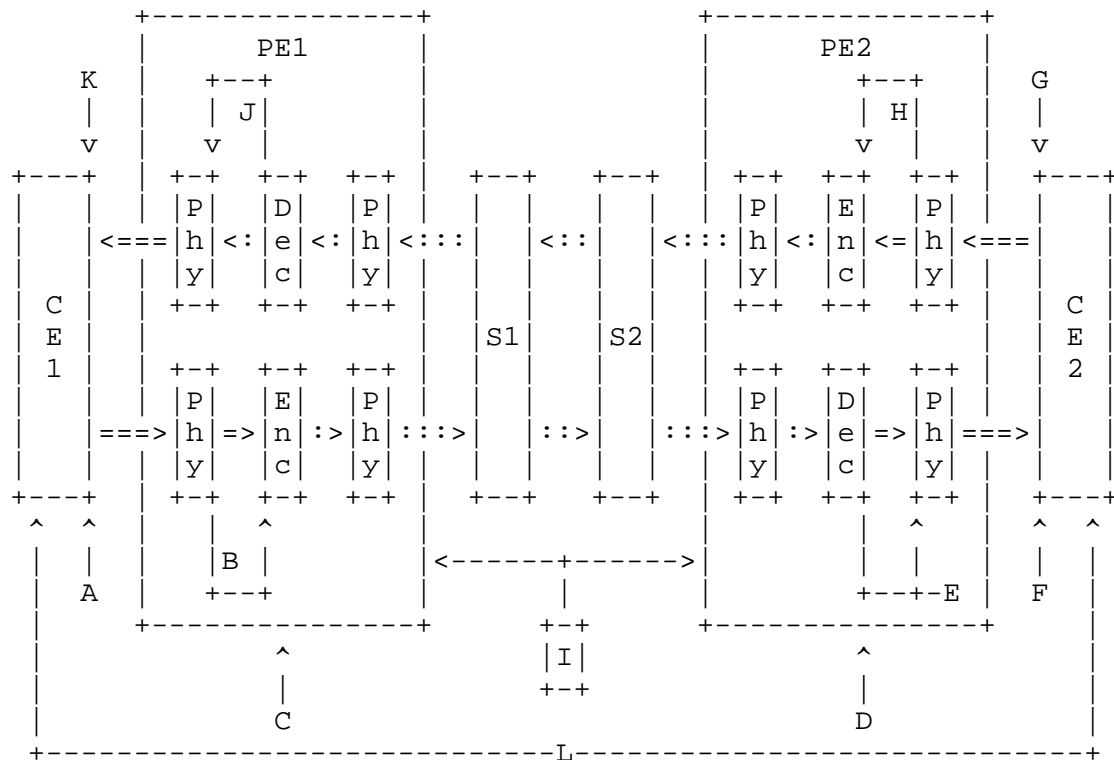 +---------------+                +---------------+
|      PE1      |                |      PE2      |
K      +--+                                +--+      G
|      |  J|                               | H|      |
v      v  |                                v  |      v
+---+    +-+  +-+  +-+    +--+   +--+    +-+  +-+  +-+    +---+
|   |    |P|  |D|  |P|    |  |   |  |    |P|  |E|  |P|    |   |
|   |<===|h|<:|e|<:|h|<:::|  |<::|  |<:::|h|<:|n|<=|h|<===|   |
|   |    |y|  |c|  |y|    |  |   |  |    |y|  |c|  |y|    |   |
| C |    +-+  +-+  +-+    |  |   |  |    +-+  +-+  +-+    | C |
| E |                     |S1|   |S2|                     | E |
| 1 |    +-+  +-+  +-+    |  |   |  |    +-+  +-+  +-+    | 2 |
|   |    |P|  |E|  |P|    |  |   |  |    |P|  |D|  |P|    |   |
|   |===>|h|=>|n|:>|h|:::>|  |::>|  |:::>|h|:>|e|=>|h|===>|   |
|   |    |y|  |c|  |y|    |  |   |  |    |y|  |c|  |y|    |   |
+---+    +-+  +-+  +-+    +--+   +--+    +-+  +-+  +-+    +---+
^  ^      |    ^                               |    ^      ^  ^
|  |      |B   |          <------+------>      |    |      |  |
|  A      +--+                   |             +--+-E      F  |
+---------------+               +-+              +---------------+
^               |I|               ^
|               +-+               |
C                                 D
+-----------------------------L-----------------------------+